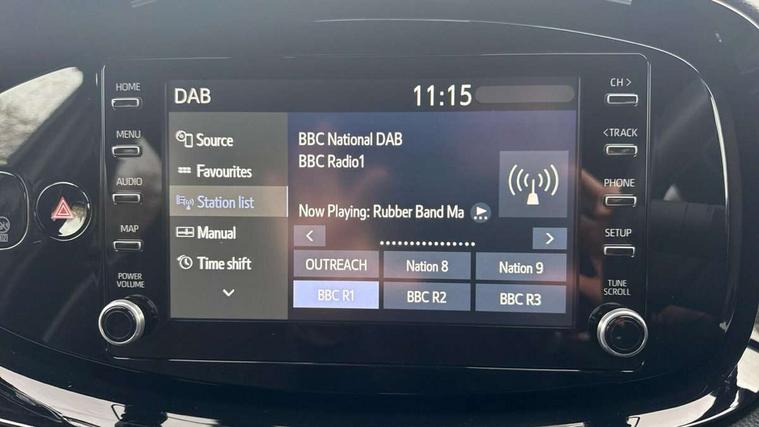 HOME
MENU
AUDIO
MAP
POWER
VOLUME
DAB
11:15
Source
Favourites
Station list
Manual
Time shift
BBC National DAB
BBC Radio1
Now Playing: Rubber Band Ma
OUTREACH
Nation 8
Nation 9
BBC R1
BBC R2
BBC R3
CH >
< TRACK
PHONE
SETUP
TUNE
SCROLL